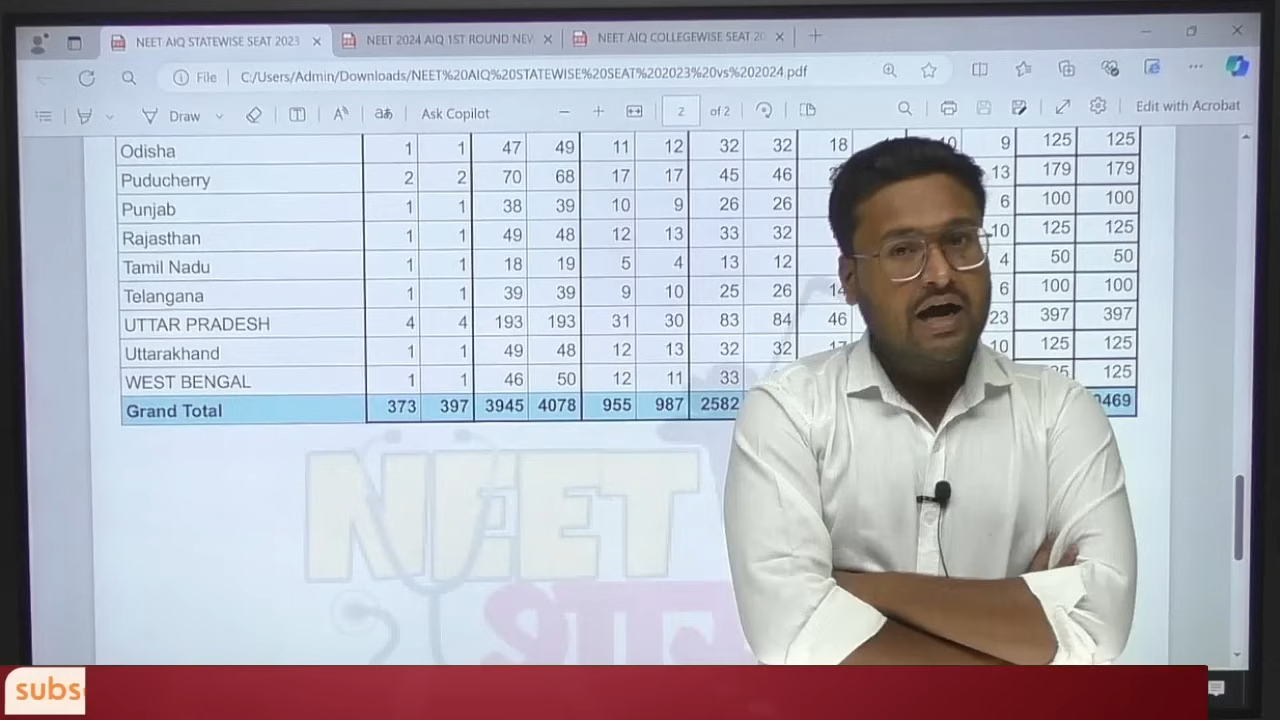 NEET AIQ STATEWISE SEAT 2023 NEET 2024 AIQ 1ST ROUND NEW NEET AIQ COLLEGEWISE SEAT 20
File C:/Users/Admin/Downloads/NEET%20AIQ%20STATEWISE%20SEAT%202023%20vs%202024.pdf
Draw aあ Ask Copilot 2 of 2 Edit with Acrobat
Odisha 1 1 47 49 11 12 32 32 18 9 125 125
Puducherry 2 2 70 68 17 17 45 46 13 179 179
Punjab 1 1 38 39 10 9 26 26 6 100 100
Rajasthan 1 1 49 48 12 13 33 32 10 125 125
Tamil Nadu 1 1 18 19 5 4 13 12 4 50 50
Telangana 1 1 39 39 9 10 25 26 14 6 100 100
UTTAR PRADESH 4 4 193 193 31 30 83 84 46 23 397 397
Uttarakhand 1 1 49 48 12 13 32 32 17 10 125 125
WEST BENGAL 1 1 46 50 12 11 33
Grand Total 373 397 3945 4078 955 987 2582
NEET
subs